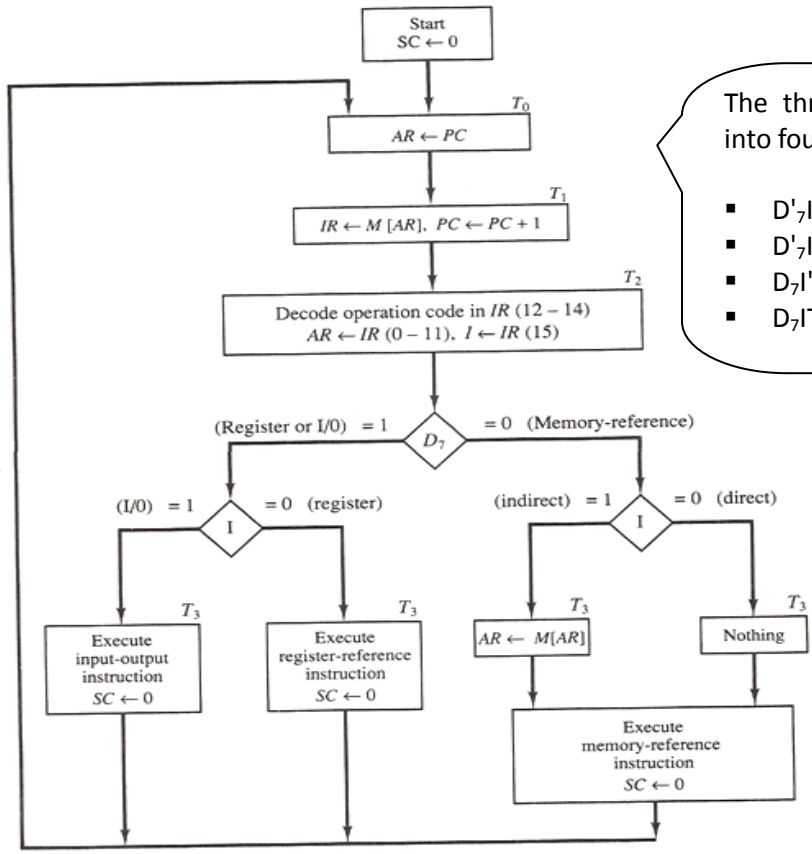 Start
SC ← 0
T₀
AR ← PC
T₁
IR ← M [AR], PC ← PC + 1
T₂
Decode operation code in IR (12 – 14)
AR ← IR (0 – 11), I ← IR (15)
(Register or I/0) = 1
D₇
= 0 (Memory-reference)
(I/0) = 1
I
= 0 (register)
(indirect) = 1
I
= 0 (direct)
T₃
Execute
input-output
instruction
SC ← 0
T₃
Execute
register-reference
instruction
SC ← 0
T₃
AR ← M[AR]
T₃
Nothing
Execute
memory-reference
instruction
SC ← 0
The
into
▪ D'₇I
▪ D'₇I
▪ D₇I'
▪